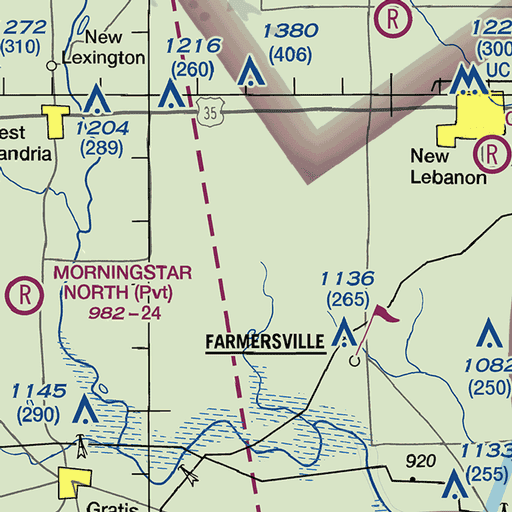 272
(310)
New
Lexington
1216
(260)
1380
(406)
R
122
(300
UC
35
1204
(289)
est
andria
New
Lebanon
R
MORNINGSTAR
NORTH (Pvt)
982-24
R
1136
(265)
FARMERSVILLE
1082
(250)
1145
(290)
920
1133
(255)
Gratis